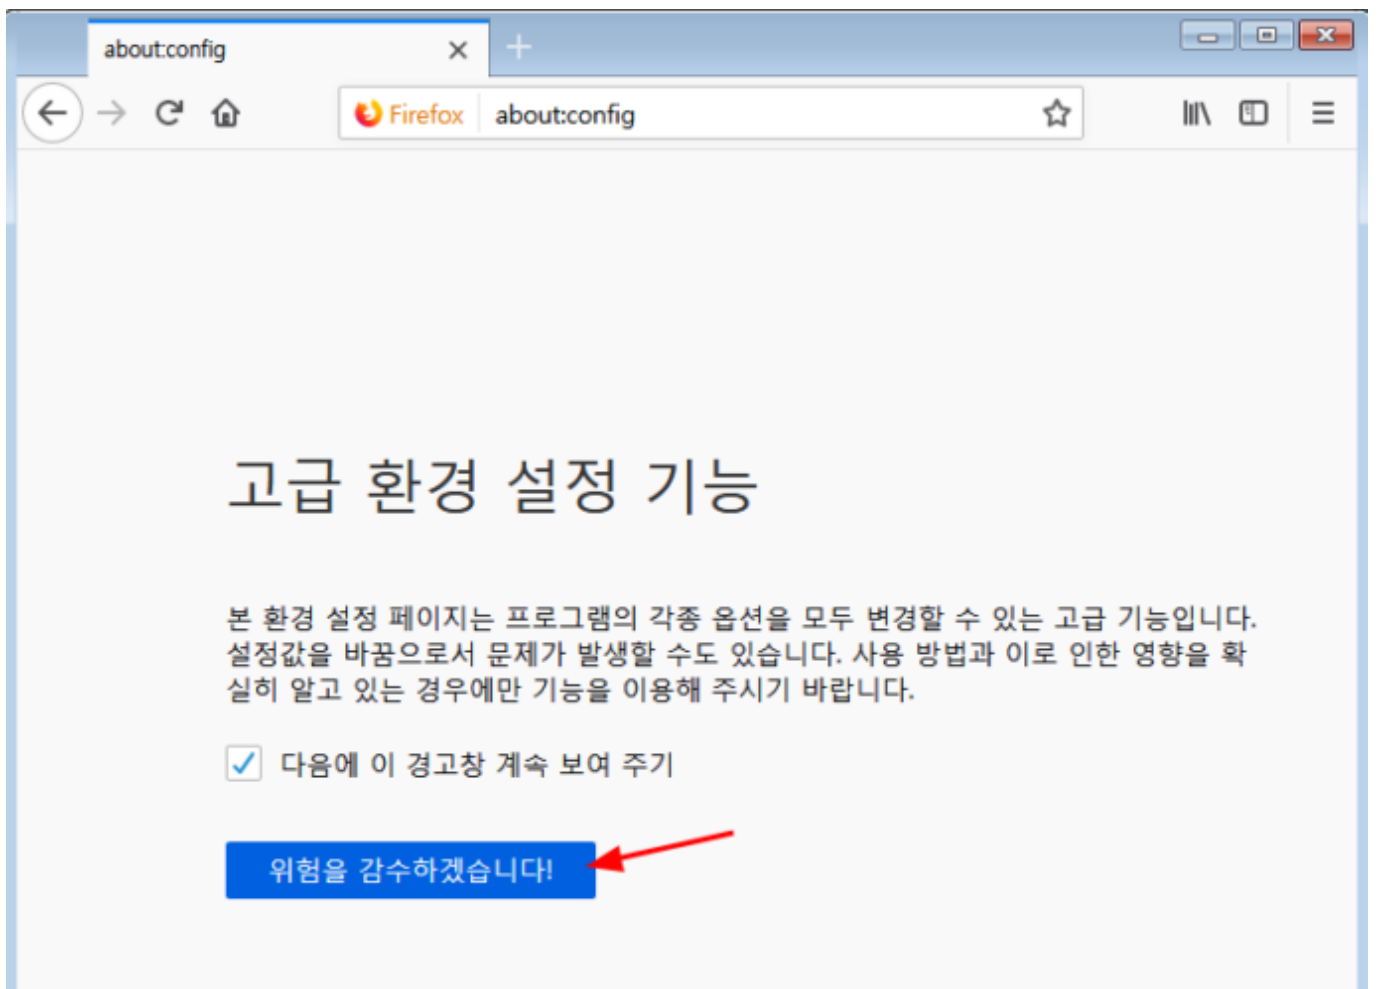 about:config
Firefox about:config
고급 환경 설정 기능
본 환경 설정 페이지는 프로그램의 각종 옵션을 모두 변경할 수 있는 고급 기능입니다.
설정값을 바꿈으로서 문제가 발생할 수도 있습니다. 사용 방법과 이로 인한 영향을 확
실히 알고 있는 경우에만 기능을 이용해 주시기 바랍니다.
다음에 이 경고창 계속 보여 주기
위험을 감수하겠습니다!